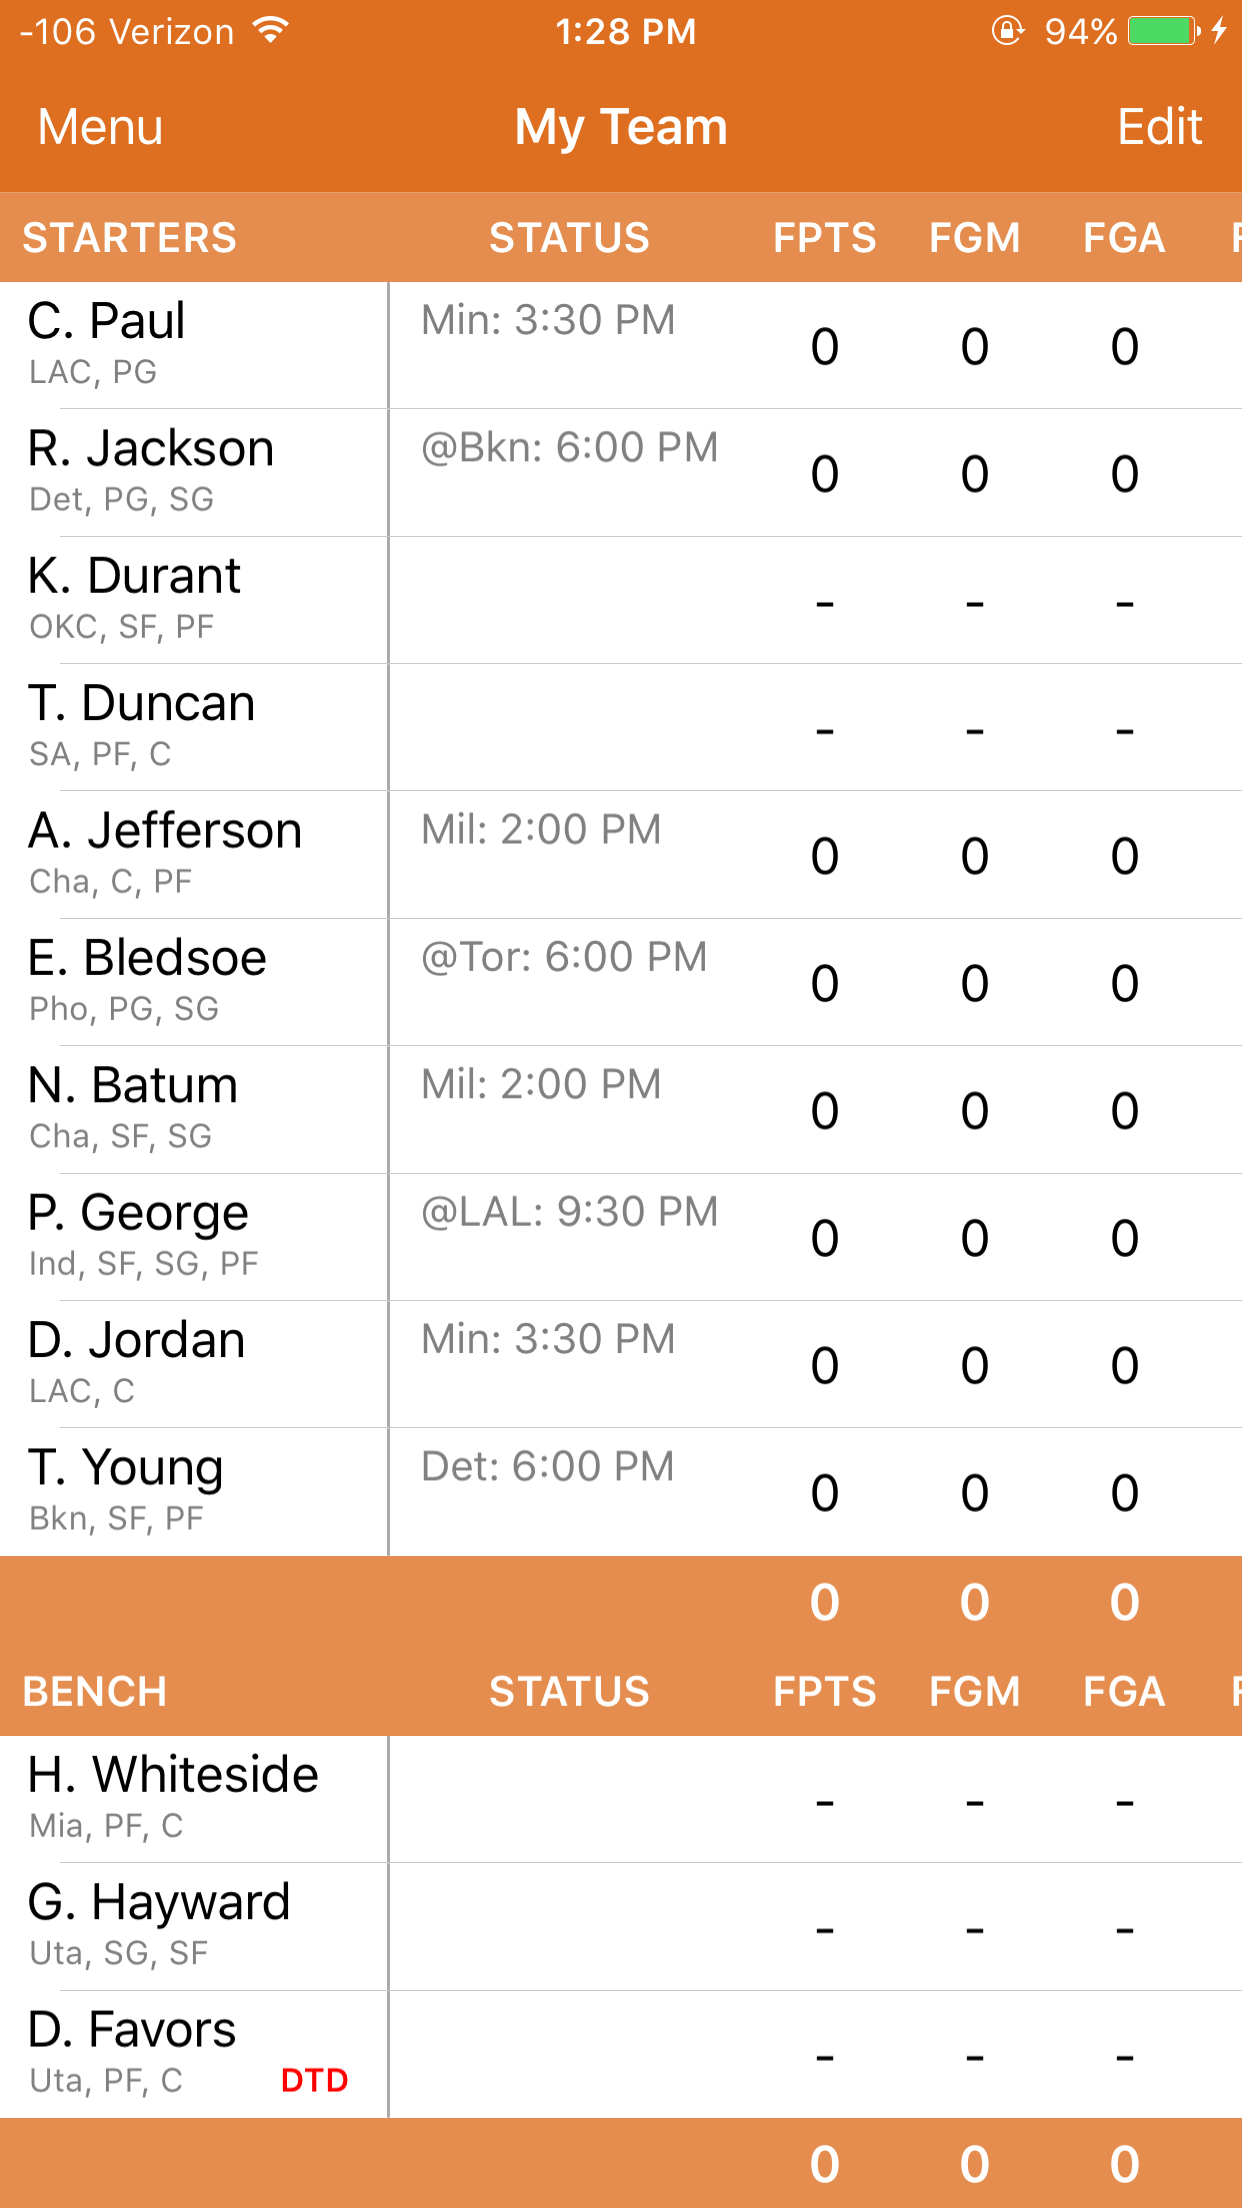 -106 Verizon 1:28 PM 94%
Menu My Team Edit
STARTERS STATUS FPTS FGM FGA
C. Paul Min: 3:30 PM 0 0 0
LAC, PG
R. Jackson @Bkn: 6:00 PM 0 0 0
Det, PG, SG
K. Durant - - -
OKC, SF, PF
T. Duncan - - -
SA, PF, C
A. Jefferson Mil: 2:00 PM 0 0 0
Cha, C, PF
E. Bledsoe @Tor: 6:00 PM 0 0 0
Pho, PG, SG
N. Batum Mil: 2:00 PM 0 0 0
Cha, SF, SG
P. George @LAL: 9:30 PM 0 0 0
Ind, SF, SG, PF
D. Jordan Min: 3:30 PM 0 0 0
LAC, C
T. Young Det: 6:00 PM 0 0 0
Bkn, SF, PF
0 0 0
BENCH STATUS FPTS FGM FGA
H. Whiteside - - -
Mia, PF, C
G. Hayward - - -
Uta, SG, SF
D. Favors - - -
Uta, PF, C DTD
0 0 0